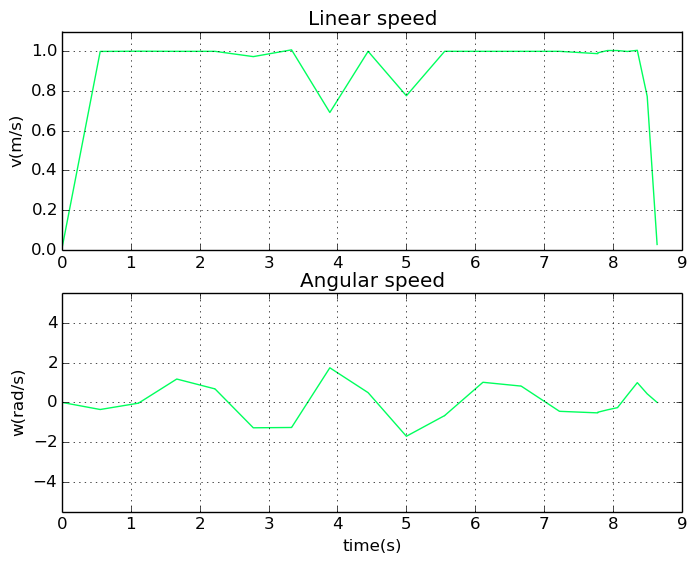 Linear speed
1.0
0.8
0.6
0.4
0.2
0.0
v(m/s)
0 1 2 3 4 5 6 7 8 9
Angular speed
4
2
0
−2
−4
w(rad/s)
0 1 2 3 4 5 6 7 8 9
time(s)